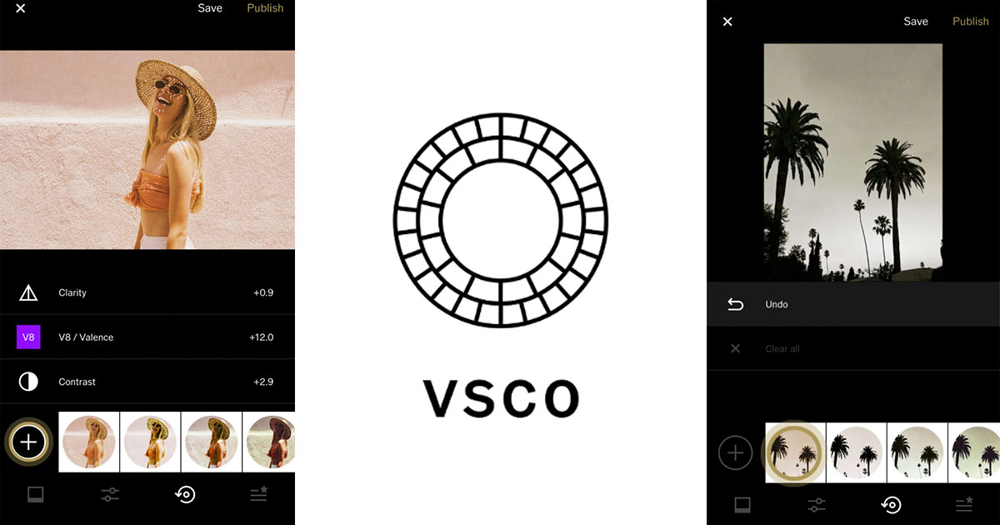 Save Publish
Clarity +0.9
V8 V8 / Valence +12.0
Contrast +2.9
VSCO
Save Publish
Undo
Clear all